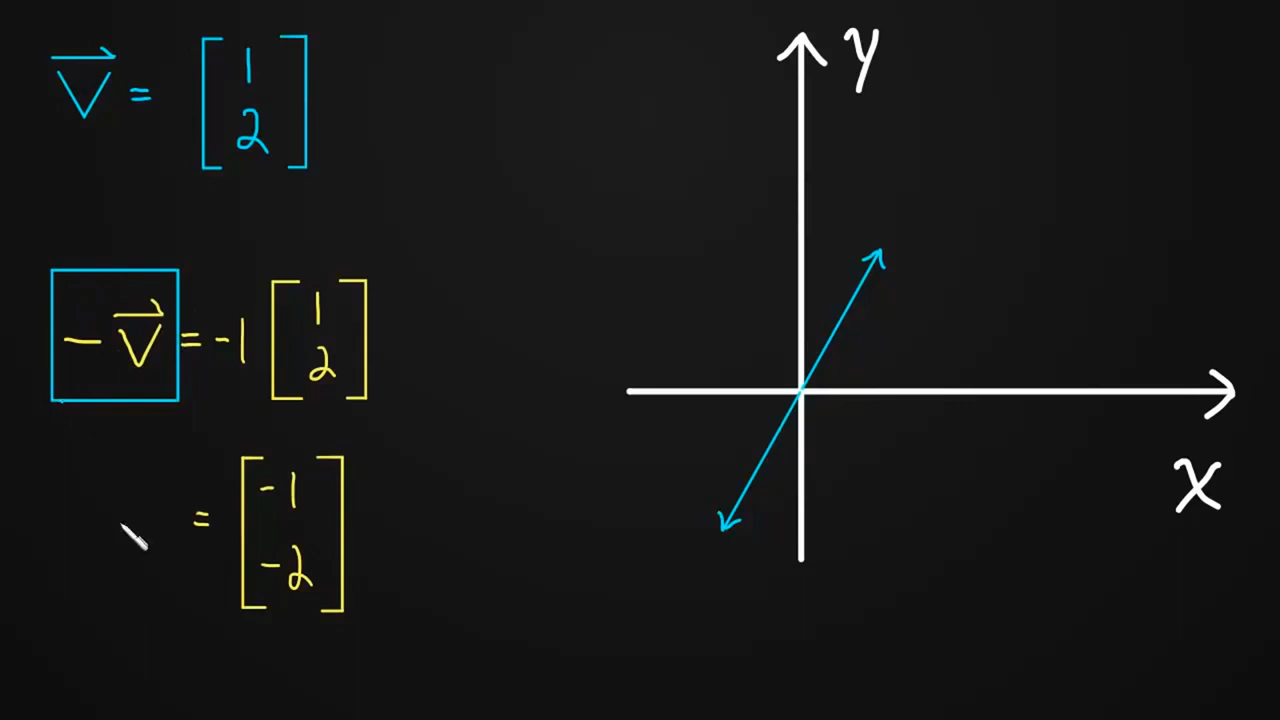 V⃗ = [1
2]
-V⃗ = -1 [1
2]
= [-1
-2]
y
x